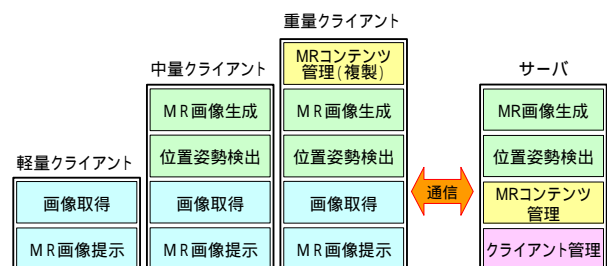 重量クライアント
MRコンテンツ
管理(複製)
中量クライアント
サーバ
MR画像生成
MR画像生成
MR画像生成
位置姿勢検出
位置姿勢検出
位置姿勢検出
軽量クライアント
通信
画像取得
画像取得
画像取得
MRコンテンツ
管理
MR画像提示
MR画像提示
MR画像提示
クライアント管理